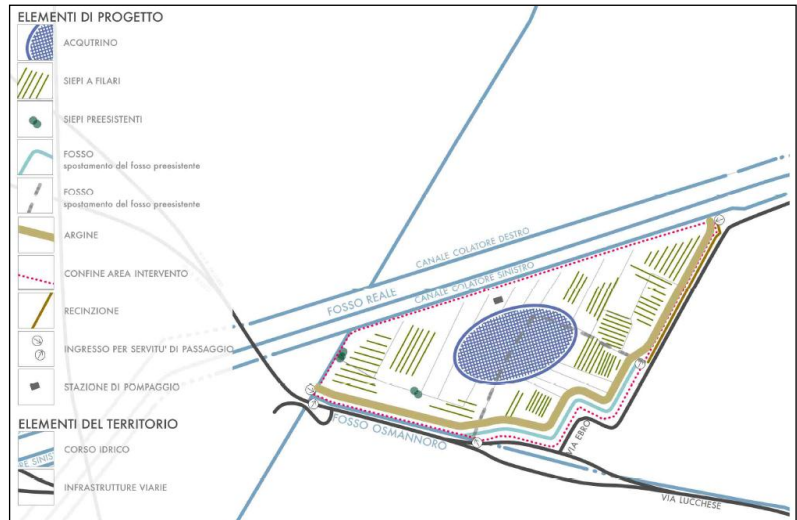 ELEMENTI DI PROGETTO
ACQUTRINO
SIEPI A FILARI
SIEPI PREESISTENTI
FOSSO
spostamento del fosso preesistente
FOSSO
spostamento del fosso preesistente
ARGINE
CONFINE AREA INTERVENTO
RECINZIONE
INGRESSO PER SERVITU' DI PASSAGGIO
STAZIONE DI POMPAGGIO
ELEMENTI DEL TERRITORIO
CORSO IDRICO
INFRASTRUTTURE VIARIE
CANALE COLATORE DESTRO
CANALE COLATORE SINISTRO
FOSSO REALE
FOSSO OSMANNORO
VIA EBRO
VIA LUCCHESE